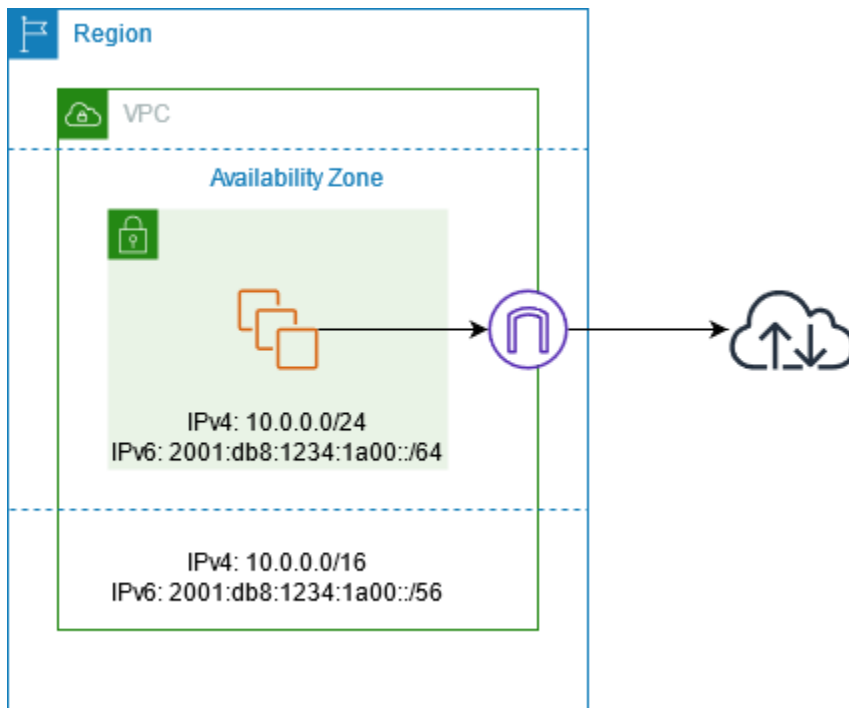 Region
VPC
Availability Zone
IPv4: 10.0.0.0/24
IPv6: 2001:db8:1234:1a00::/64
IPv4: 10.0.0.0/16
IPv6: 2001:db8:1234:1a00::/56